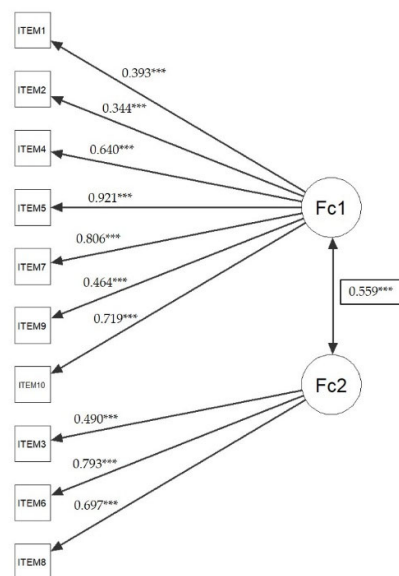 ITEM1
0.393***
ITEM2
0.344***
ITEM4
0.640***
ITEM5
0.921***
Fc1
ITEM7
0.806***
ITEM9
0.464***
0.559***
ITEM10
0.719***
Fc2
ITEM3
0.490***
ITEM6
0.793***
ITEM8
0.697***